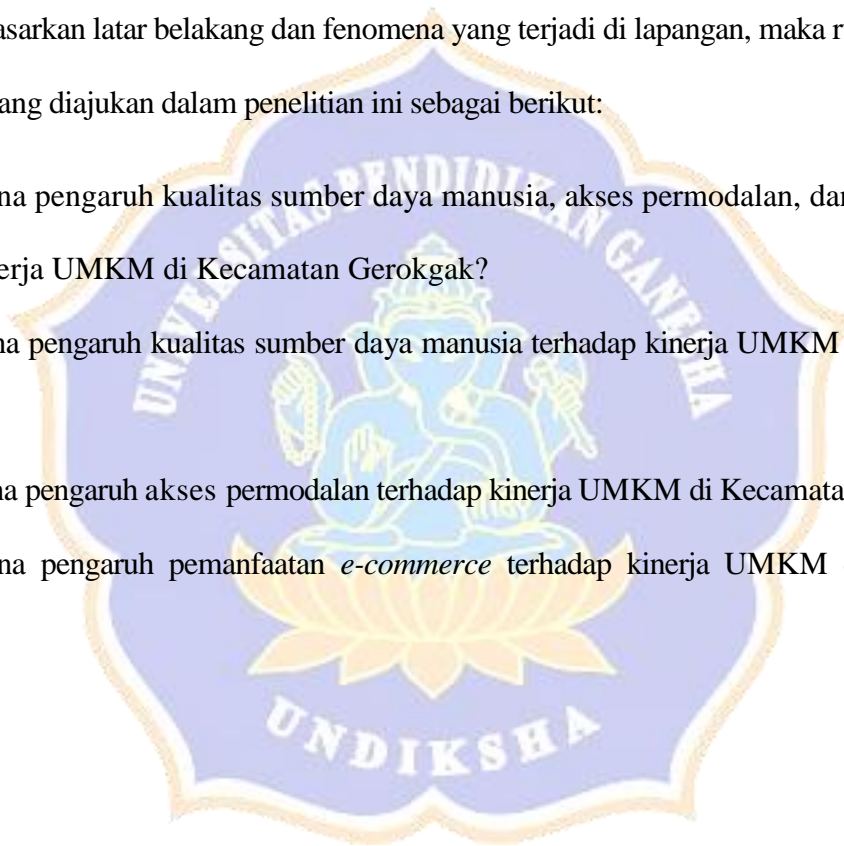 asarkan latar belakang dan fenomena yang terjadi di lapangan, maka r
ang diajukan dalam penelitian ini sebagai berikut:
na pengaruh kualitas sumber daya manusia, akses permodalan, dan
erja UMKM di Kecamatan Gerokgak?
na pengaruh kualitas sumber daya manusia terhadap kinerja UMKM
na pengaruh akses permodalan terhadap kinerja UMKM di Kecamata
na pengaruh pemanfaatan e-commerce terhadap kinerja UMKM
UNIVERSITAS PENDIDIKAN GANESHA
UNDIKSHA